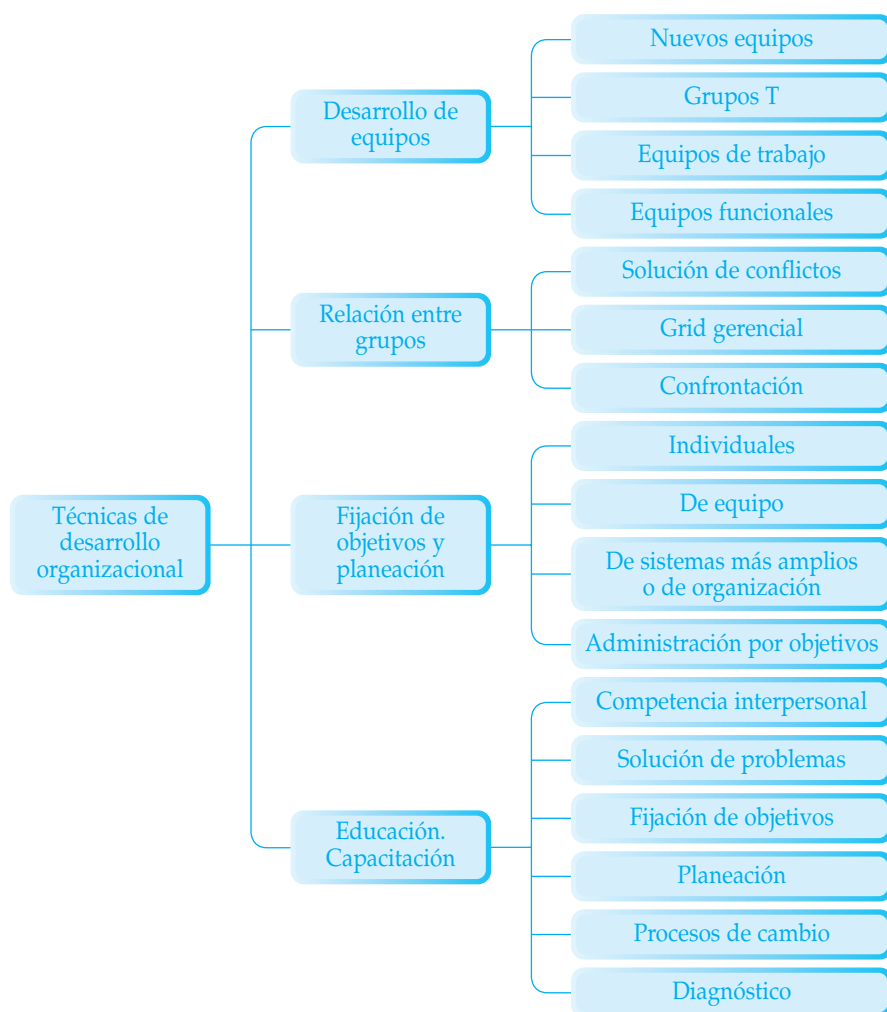 Técnicas de
desarrollo
organizacional
Desarrollo de
equipos
Nuevos equipos
Grupos T
Equipos de trabajo
Equipos funcionales
Relación entre
grupos
Solución de conflictos
Grid gerencial
Confrontación
Fijación de
objetivos y
planeación
Individuales
De equipo
De sistemas más amplios
o de organización
Administración por objetivos
Educación.
Capacitación
Competencia interpersonal
Solución de problemas
Fijación de objetivos
Planeación
Procesos de cambio
Diagnóstico